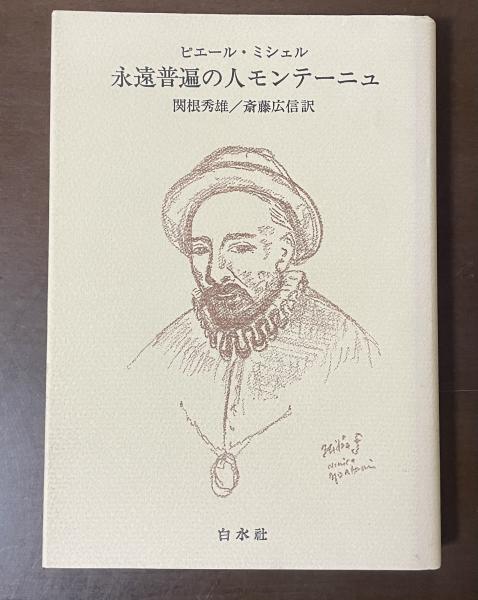 ピエール・ミシェル
永遠普遍の人モンテーニュ
関根秀雄／斎藤広信訳
白水社